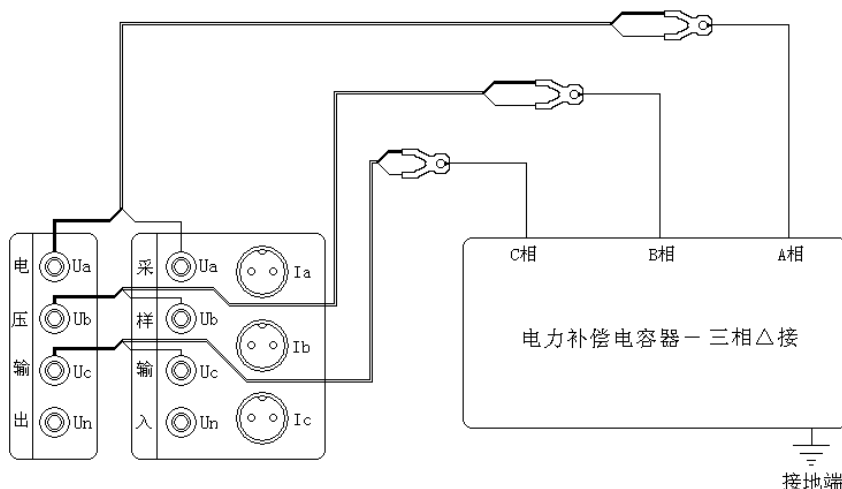 电压输出
Ua
Ub
Uc
Un
采样输入
Ua
Ub
Uc
Un
Ia
Ib
Ic
C相
B相
A相
电力补偿电容器－三相△接
接地端